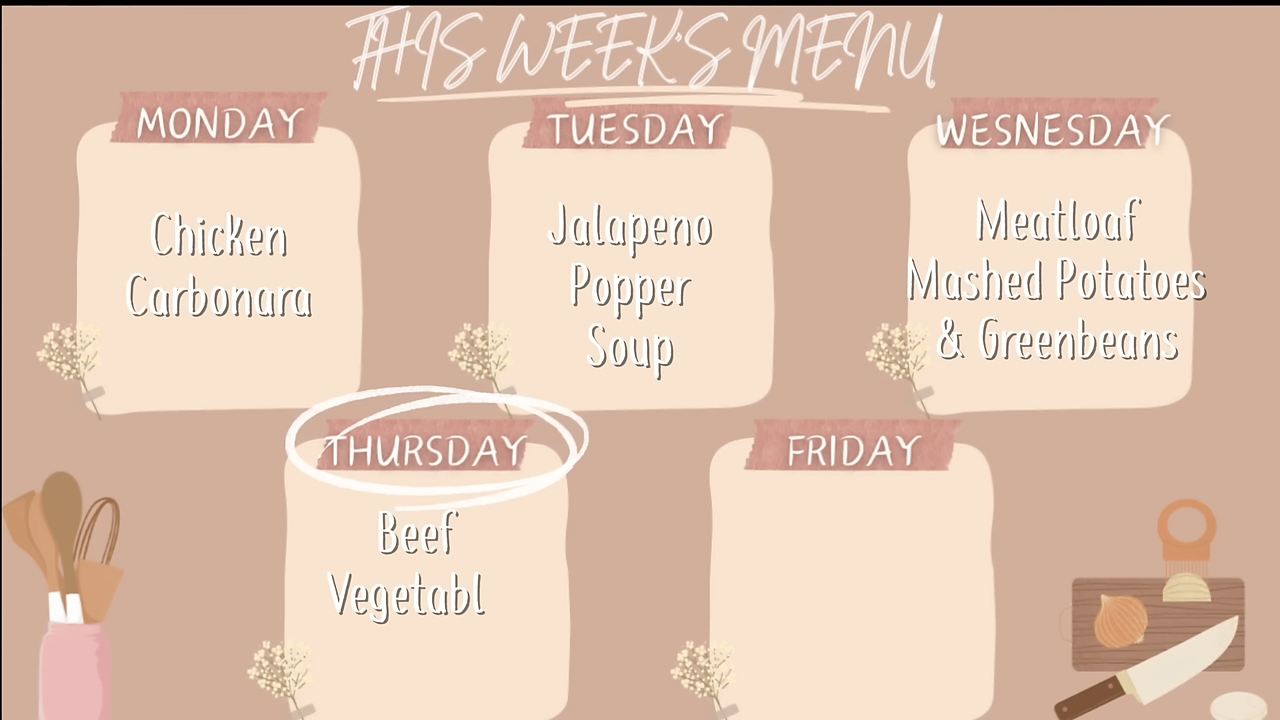 THIS WEEK'S MENU
MONDAY
Chicken
Carbonara
TUESDAY
Jalapeno
Popper
Soup
WESNESDAY
Meatloaf
Mashed Potatoes
& Greenbeans
THURSDAY
Beef
Vegetabl
FRIDAY